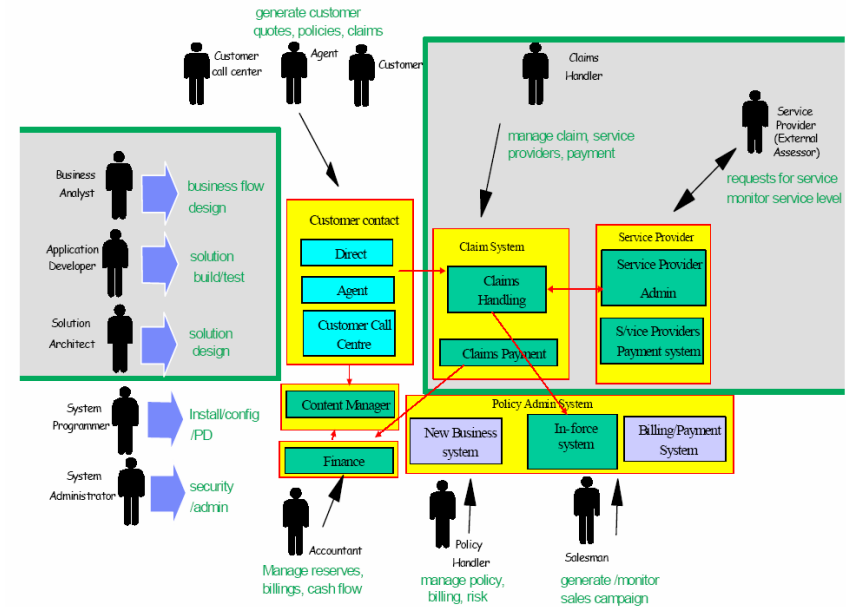 generate customer
quotes, policies, claims
Customer
call center
Agent
Customer
Claims
Handler
Service
Provider
(External
Assessor)
manage claim, service
providers, payment
requests for service
monitor service level
Business
Analyst
business flow
design
Application
Developer
solution
build/test
Solution
Architect
solution
design
System
Programmer
Install/config
/PD
System
Administrator
security
/admin
Customer contact
Direct
Agent
Customer Call
Centre
Content Manager
Finance
Claim System
Claims
Handling
Claims Payment
Service Provider
Service Provider
Admin
S/vice Providers
Payment system
Policy Admin System
New Business
system
In-force
system
Billing/Payment
System
Accountant
Manage reserves,
billings, cash flow
Policy
Handler
manage policy,
billing, risk
Salesman
generate /monitor
sales campaign